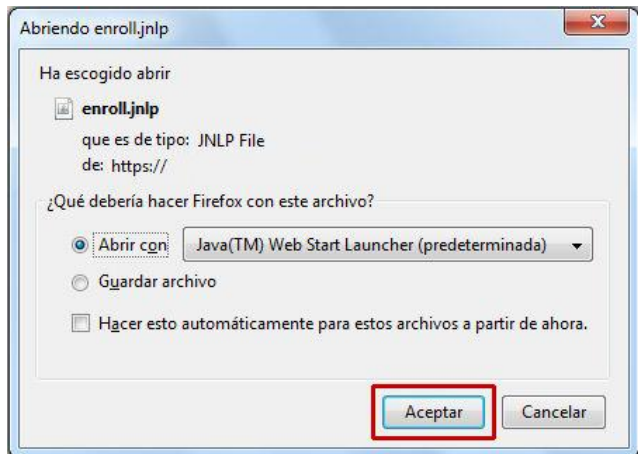 Abriendo enroll.jnlp
Ha escogido abrir
enroll.jnlp
que es de tipo: JNLP File
de: https://
¿Qué debería hacer Firefox con este archivo?
Abrir con Java(TM) Web Start Launcher (predeterminada)
Guardar archivo
Hacer esto automáticamente para estos archivos a partir de ahora.
Aceptar Cancelar